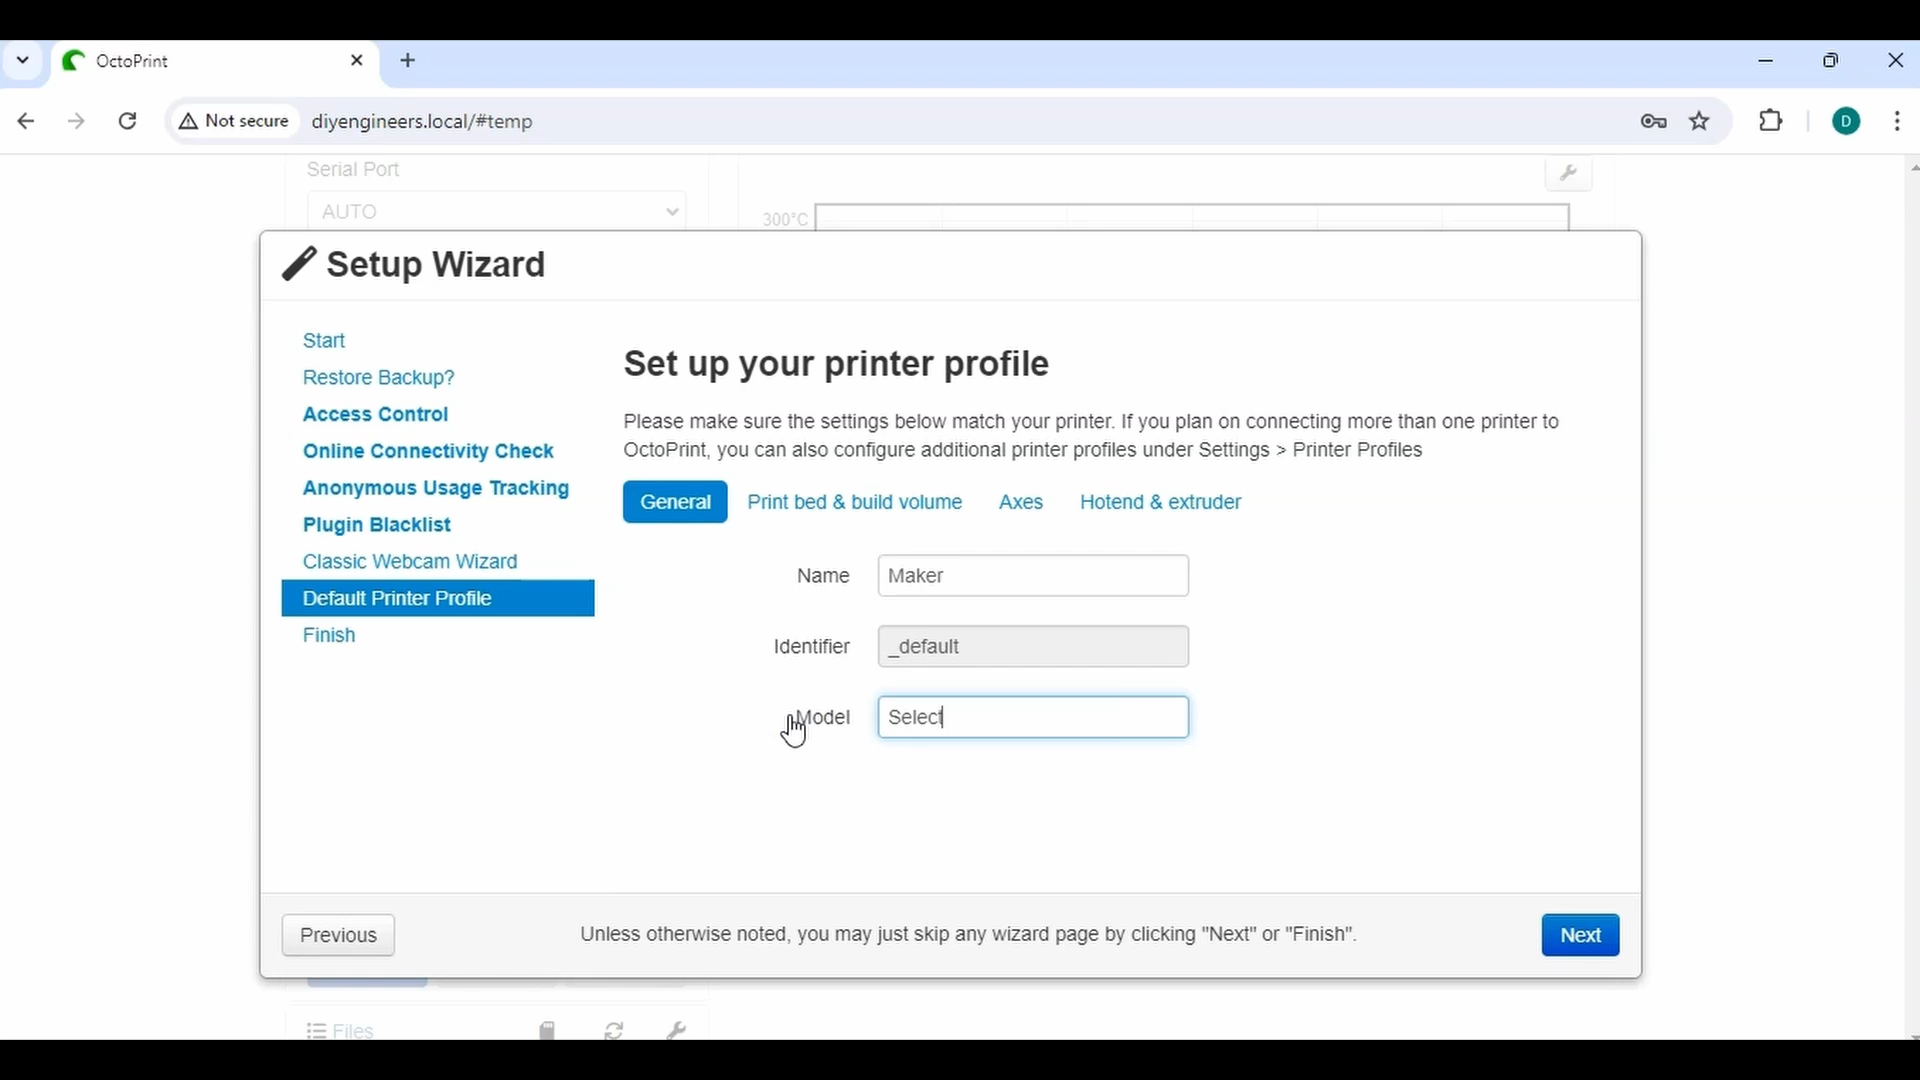 OctoPrint
Not secure
diyengineers.local/#temp
D
Serial Port
AUTO
300°C
Setup Wizard
Start
Restore Backup?
Access Control
Online Connectivity Check
Anonymous Usage Tracking
Plugin Blacklist
Classic Webcam Wizard
Default Printer Profile
Finish
Set up your printer profile
Please make sure the settings below match your printer. If you plan on connecting more than one printer to
OctoPrint, you can also configure additional printer profiles under Settings > Printer Profiles
General Print bed & build volume Axes Hotend & extruder
Name Maker
Identifier _default
Model Select
Previous
Unless otherwise noted, you may just skip any wizard page by clicking "Next" or "Finish".
Next
Files